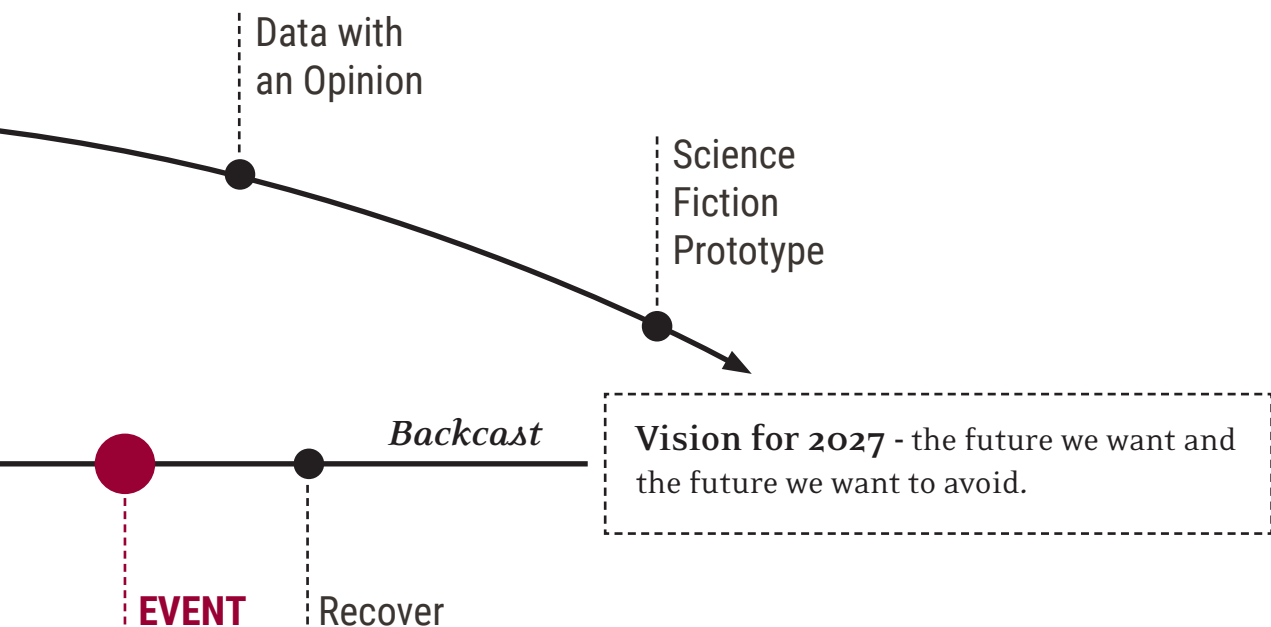 Data with
an Opinion
Science
Fiction
Prototype
Backcast
Vision for 2027 - the future we want and
the future we want to avoid.
EVENT
Recover